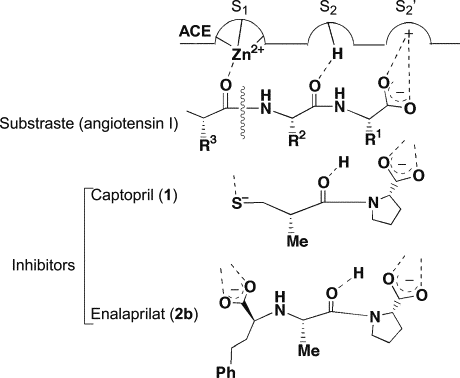 S1 S2 S2'
ACE
Zn2+ H +
O O O
H H −
N N O
Substraste (angiotensin I)
R3 R2 R1
H
O O −
Captopril (1) S− N O
Me
Inhibitors
O H O −
O − H
O N O
Enalaprilat (2b) N
Me
Ph